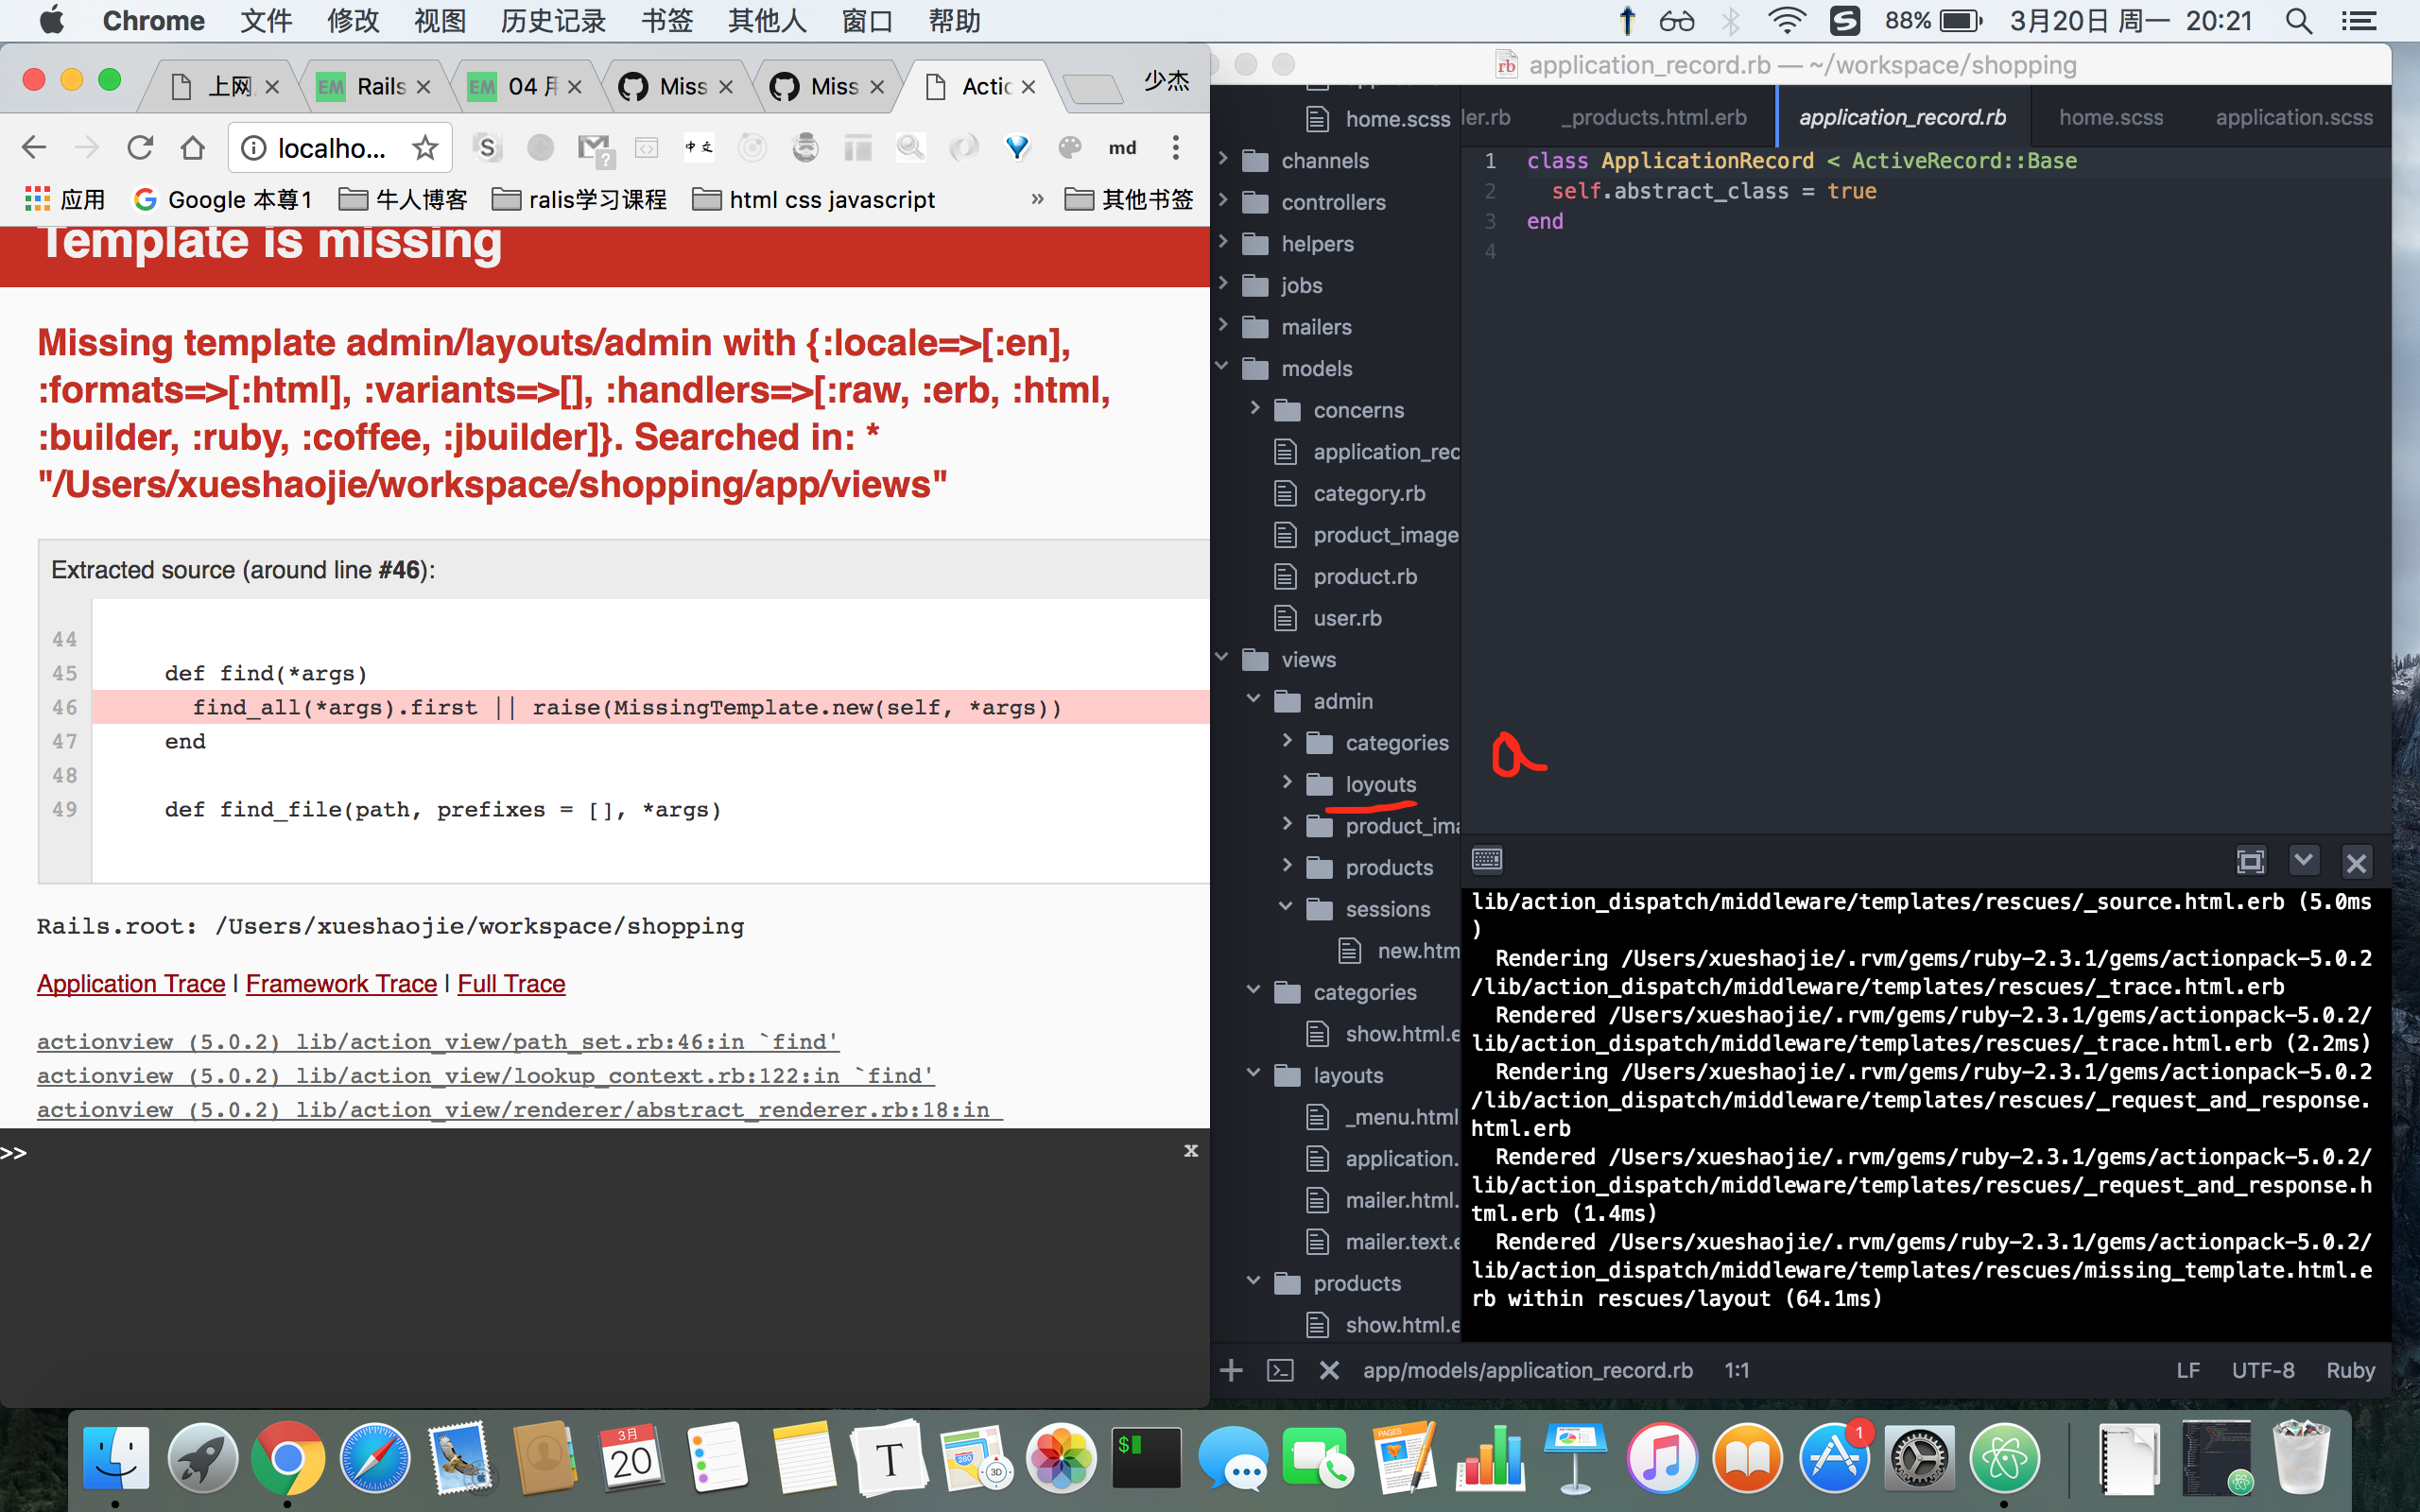 Chrome 文件 修改 视图 历史记录 书签 其他人 窗口 帮助 88% 3月20日 周一 20:21
上网 Rails 04 Miss Miss Actic 少杰
localho... 中文 md
应用 Google 本尊1 牛人博客 ralis学习课程 html css javascript » 其他书签
Template is missing
Missing template admin/layouts/admin with {:locale=>[:en],
:formats=>[:html], :variants=>[], :handlers=>[:raw, :erb, :html,
:builder, :ruby, :coffee, :jbuilder]}. Searched in: *
"/Users/xueshaojie/workspace/shopping/app/views"
Extracted source (around line #46):
44
45 def find(*args)
46 find_all(*args).first || raise(MissingTemplate.new(self, *args))
47 end
48
49 def find_file(path, prefixes = [], *args)
Rails.root: /Users/xueshaojie/workspace/shopping
Application Trace | Framework Trace | Full Trace
actionview (5.0.2) lib/action_view/path_set.rb:46:in `find'
actionview (5.0.2) lib/action_view/lookup_context.rb:122:in `find'
actionview (5.0.2) lib/action_view/renderer/abstract_renderer.rb:18:in
>> x
application_record.rb — ~/workspace/shopping
home.scss
channels
controllers
helpers
jobs
mailers
models
concerns
application_rec
category.rb
product_image
product.rb
user.rb
views
admin
categories
loyouts
product_ima
products
sessions
new.htm
categories
show.html.e
layouts
_menu.html
application.
mailer.html.
mailer.text.e
products
show.html.e
ler.rb _products.html.erb application_record.rb home.scss application.scss
1 class ApplicationRecord < ActiveRecord::Base
2 self.abstract_class = true
3 end
4
a
lib/action_dispatch/middleware/templates/rescues/_source.html.erb (5.0ms
)
Rendering /Users/xueshaojie/.rvm/gems/ruby-2.3.1/gems/actionpack-5.0.2
/lib/action_dispatch/middleware/templates/rescues/_trace.html.erb
Rendered /Users/xueshaojie/.rvm/gems/ruby-2.3.1/gems/actionpack-5.0.2/
lib/action_dispatch/middleware/templates/rescues/_trace.html.erb (2.2ms)
Rendering /Users/xueshaojie/.rvm/gems/ruby-2.3.1/gems/actionpack-5.0.2
/lib/action_dispatch/middleware/templates/rescues/_request_and_response.
html.erb
Rendered /Users/xueshaojie/.rvm/gems/ruby-2.3.1/gems/actionpack-5.0.2/
lib/action_dispatch/middleware/templates/rescues/_request_and_response.h
tml.erb (1.4ms)
Rendered /Users/xueshaojie/.rvm/gems/ruby-2.3.1/gems/actionpack-5.0.2/
lib/action_dispatch/middleware/templates/rescues/missing_template.html.e
rb within rescues/layout (64.1ms)
app/models/application_record.rb 1:1 LF UTF-8 Ruby
3月
20
T
280
3D
$
PAGES
1